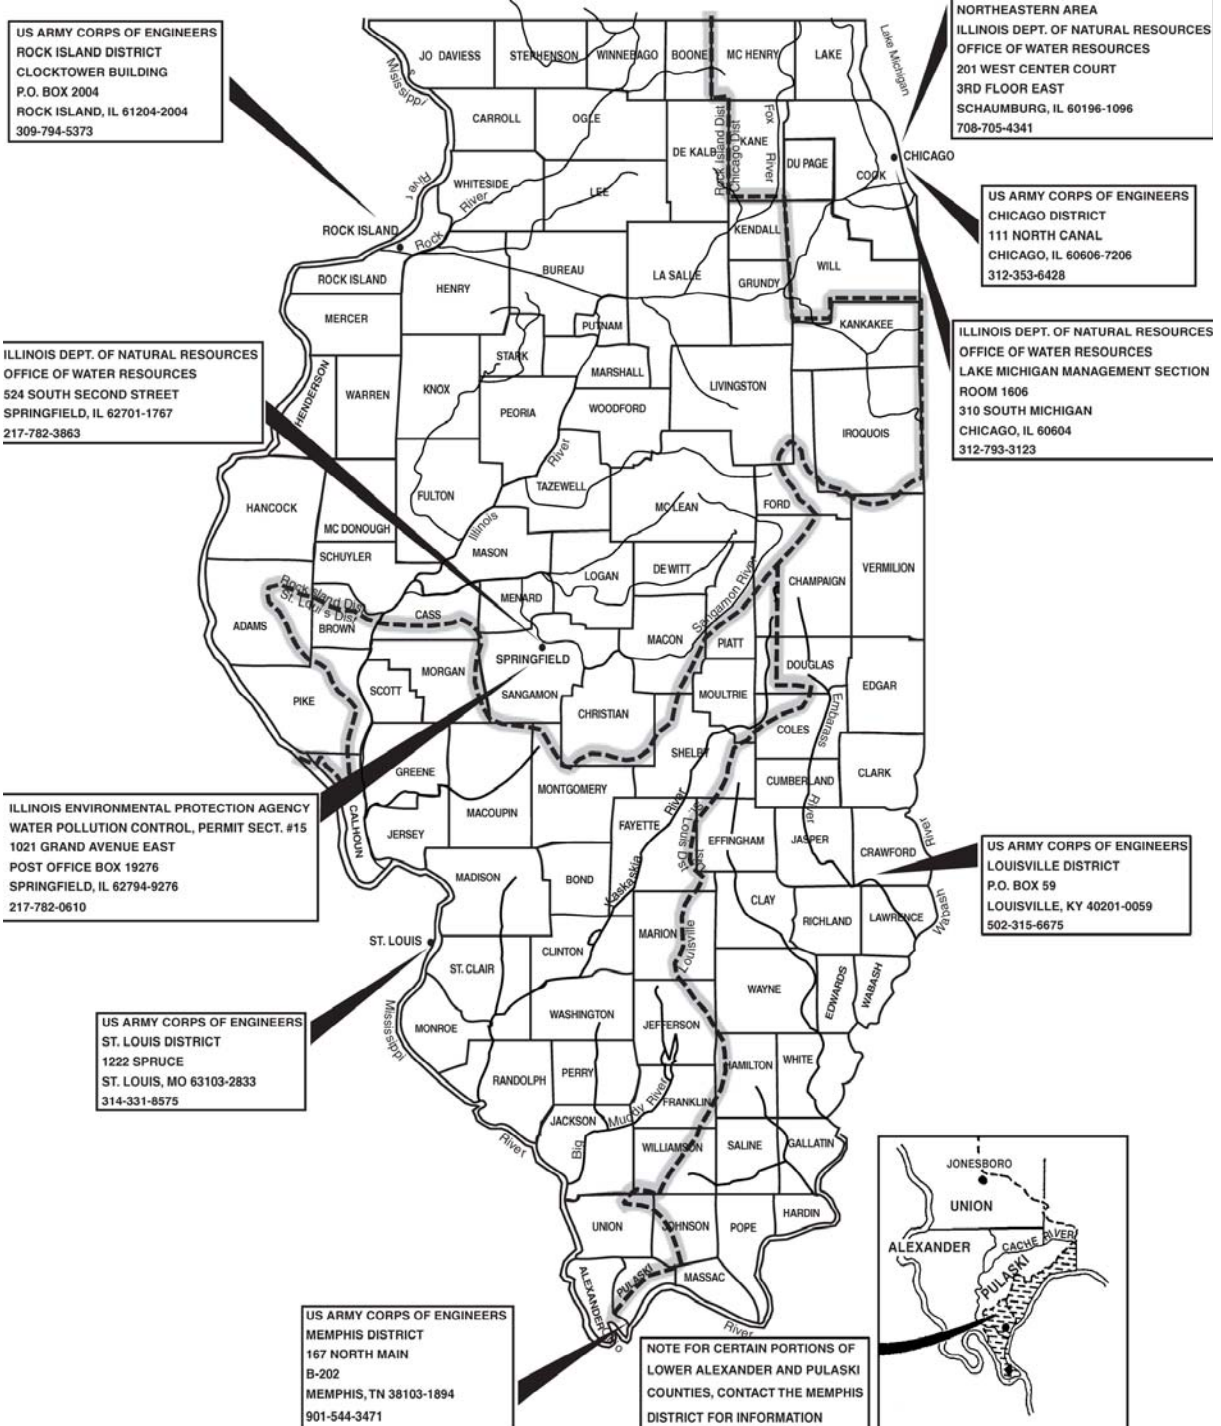 US ARMY CORPS OF ENGINEERS
ROCK ISLAND DISTRICT
CLOCKTOWER BUILDING
P.O. BOX 2004
ROCK ISLAND, IL 61204-2004
309-794-5373
NORTHEASTERN AREA
ILLINOIS DEPT. OF NATURAL RESOURCES
OFFICE OF WATER RESOURCES
201 WEST CENTER COURT
3RD FLOOR EAST
SCHAUMBURG, IL 60196-1096
708-705-4341
US ARMY CORPS OF ENGINEERS
CHICAGO DISTRICT
111 NORTH CANAL
CHICAGO, IL 60606-7206
312-353-6428
ILLINOIS DEPT. OF NATURAL RESOURCES
OFFICE OF WATER RESOURCES
LAKE MICHIGAN MANAGEMENT SECTION
ROOM 1606
310 SOUTH MICHIGAN
CHICAGO, IL 60604
312-793-3123
ILLINOIS DEPT. OF NATURAL RESOURCES
OFFICE OF WATER RESOURCES
524 SOUTH SECOND STREET
SPRINGFIELD, IL 62701-1767
217-782-3863
ILLINOIS ENVIRONMENTAL PROTECTION AGENCY
WATER POLLUTION CONTROL, PERMIT SECT. #15
1021 GRAND AVENUE EAST
POST OFFICE BOX 19276
SPRINGFIELD, IL 62794-9276
217-782-0610
US ARMY CORPS OF ENGINEERS
LOUISVILLE DISTRICT
P.O. BOX 59
LOUISVILLE, KY 40201-0059
502-315-6675
US ARMY CORPS OF ENGINEERS
ST. LOUIS DISTRICT
1222 SPRUCE
ST. LOUIS, MO 63103-2833
314-331-8575
US ARMY CORPS OF ENGINEERS
MEMPHIS DISTRICT
167 NORTH MAIN
B-202
MEMPHIS, TN 38103-1894
901-544-3471
NOTE FOR CERTAIN PORTIONS OF
LOWER ALEXANDER AND PULASKI
COUNTIES, CONTACT THE MEMPHIS
DISTRICT FOR INFORMATION
JO DAVIESS
STEPHENSON
WINNEBAGO
BOONE
MC HENRY
LAKE
Lake Michigan
Mississippi
River
CARROLL
OGLE
DE KALB
Rock Island Dist
Chicago Dist
KANE
Fox
River
DU PAGE
COOK
CHICAGO
WHITESIDE
Rock
River
LEE
ROCK ISLAND
KENDALL
ROCK ISLAND
HENRY
BUREAU
LA SALLE
GRUNDY
WILL
MERCER
PUTNAM
KANKAKEE
STARK
HENDERSON
WARREN
KNOX
PEORIA
MARSHALL
WOODFORD
LIVINGSTON
IROQUOIS
HANCOCK
MC DONOUGH
FULTON
Illinois
River
TAZEWELL
MC LEAN
FORD
SCHUYLER
MASON
LOGAN
DE WITT
CHAMPAIGN
VERMILION
ADAMS
Rock Island Dist
St. Louis Dist
BROWN
CASS
MENARD
Sangamon River
MACON
PIATT
SPRINGFIELD
DOUGLAS
EDGAR
PIKE
SCOTT
MORGAN
SANGAMON
CHRISTIAN
MOULTRIE
COLES
Embarass
River
SHELBY
GREENE
MACOUPIN
MONTGOMERY
CUMBERLAND
CLARK
CALHOUN
JERSEY
FAYETTE
Kaskaskia
River
St. Louis Dist
EFFINGHAM
JASPER
CRAWFORD
MADISON
BOND
Louisville
Dist
CLAY
RICHLAND
LAWRENCE
Wabash
River
ST. LOUIS
ST. CLAIR
CLINTON
MARION
WAYNE
EDWARDS
WABASH
Mississippi
River
MONROE
WASHINGTON
JEFFERSON
RANDOLPH
PERRY
HAMILTON
WHITE
JACKSON
Big
Muddy River
FRANKLIN
WILLIAMSON
SALINE
GALLATIN
UNION
JOHNSON
POPE
HARDIN
ALEXANDER
PULASKI
MASSAC
River
JONESBORO
UNION
ALEXANDER
CACHE RIVER
PULASKI